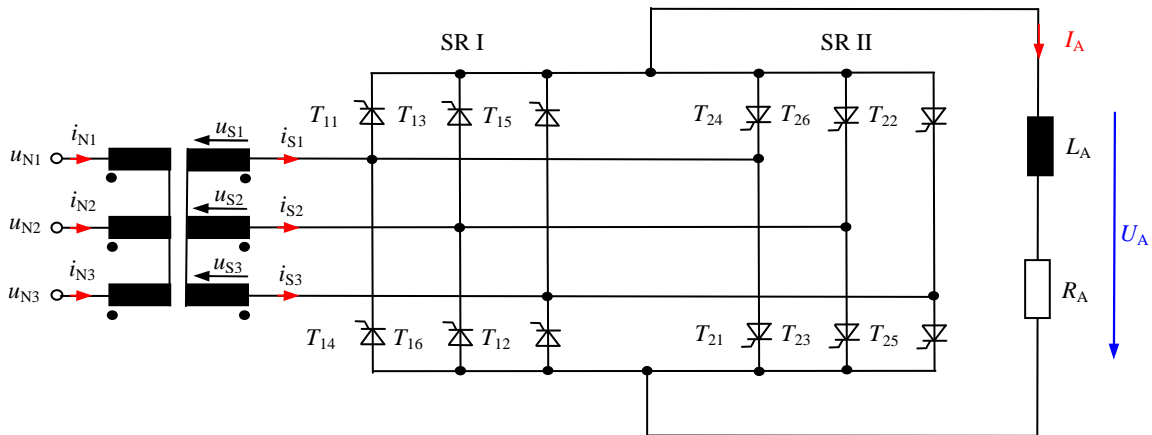 SR I
SR II
I_A
T_11
T_13
T_15
T_24
T_26
T_22
u_S1
i_N1
i_S1
u_N1
L_A
u_S2
i_N2
i_S2
u_N2
U_A
u_S3
i_N3
i_S3
u_N3
R_A
T_14
T_16
T_12
T_21
T_23
T_25